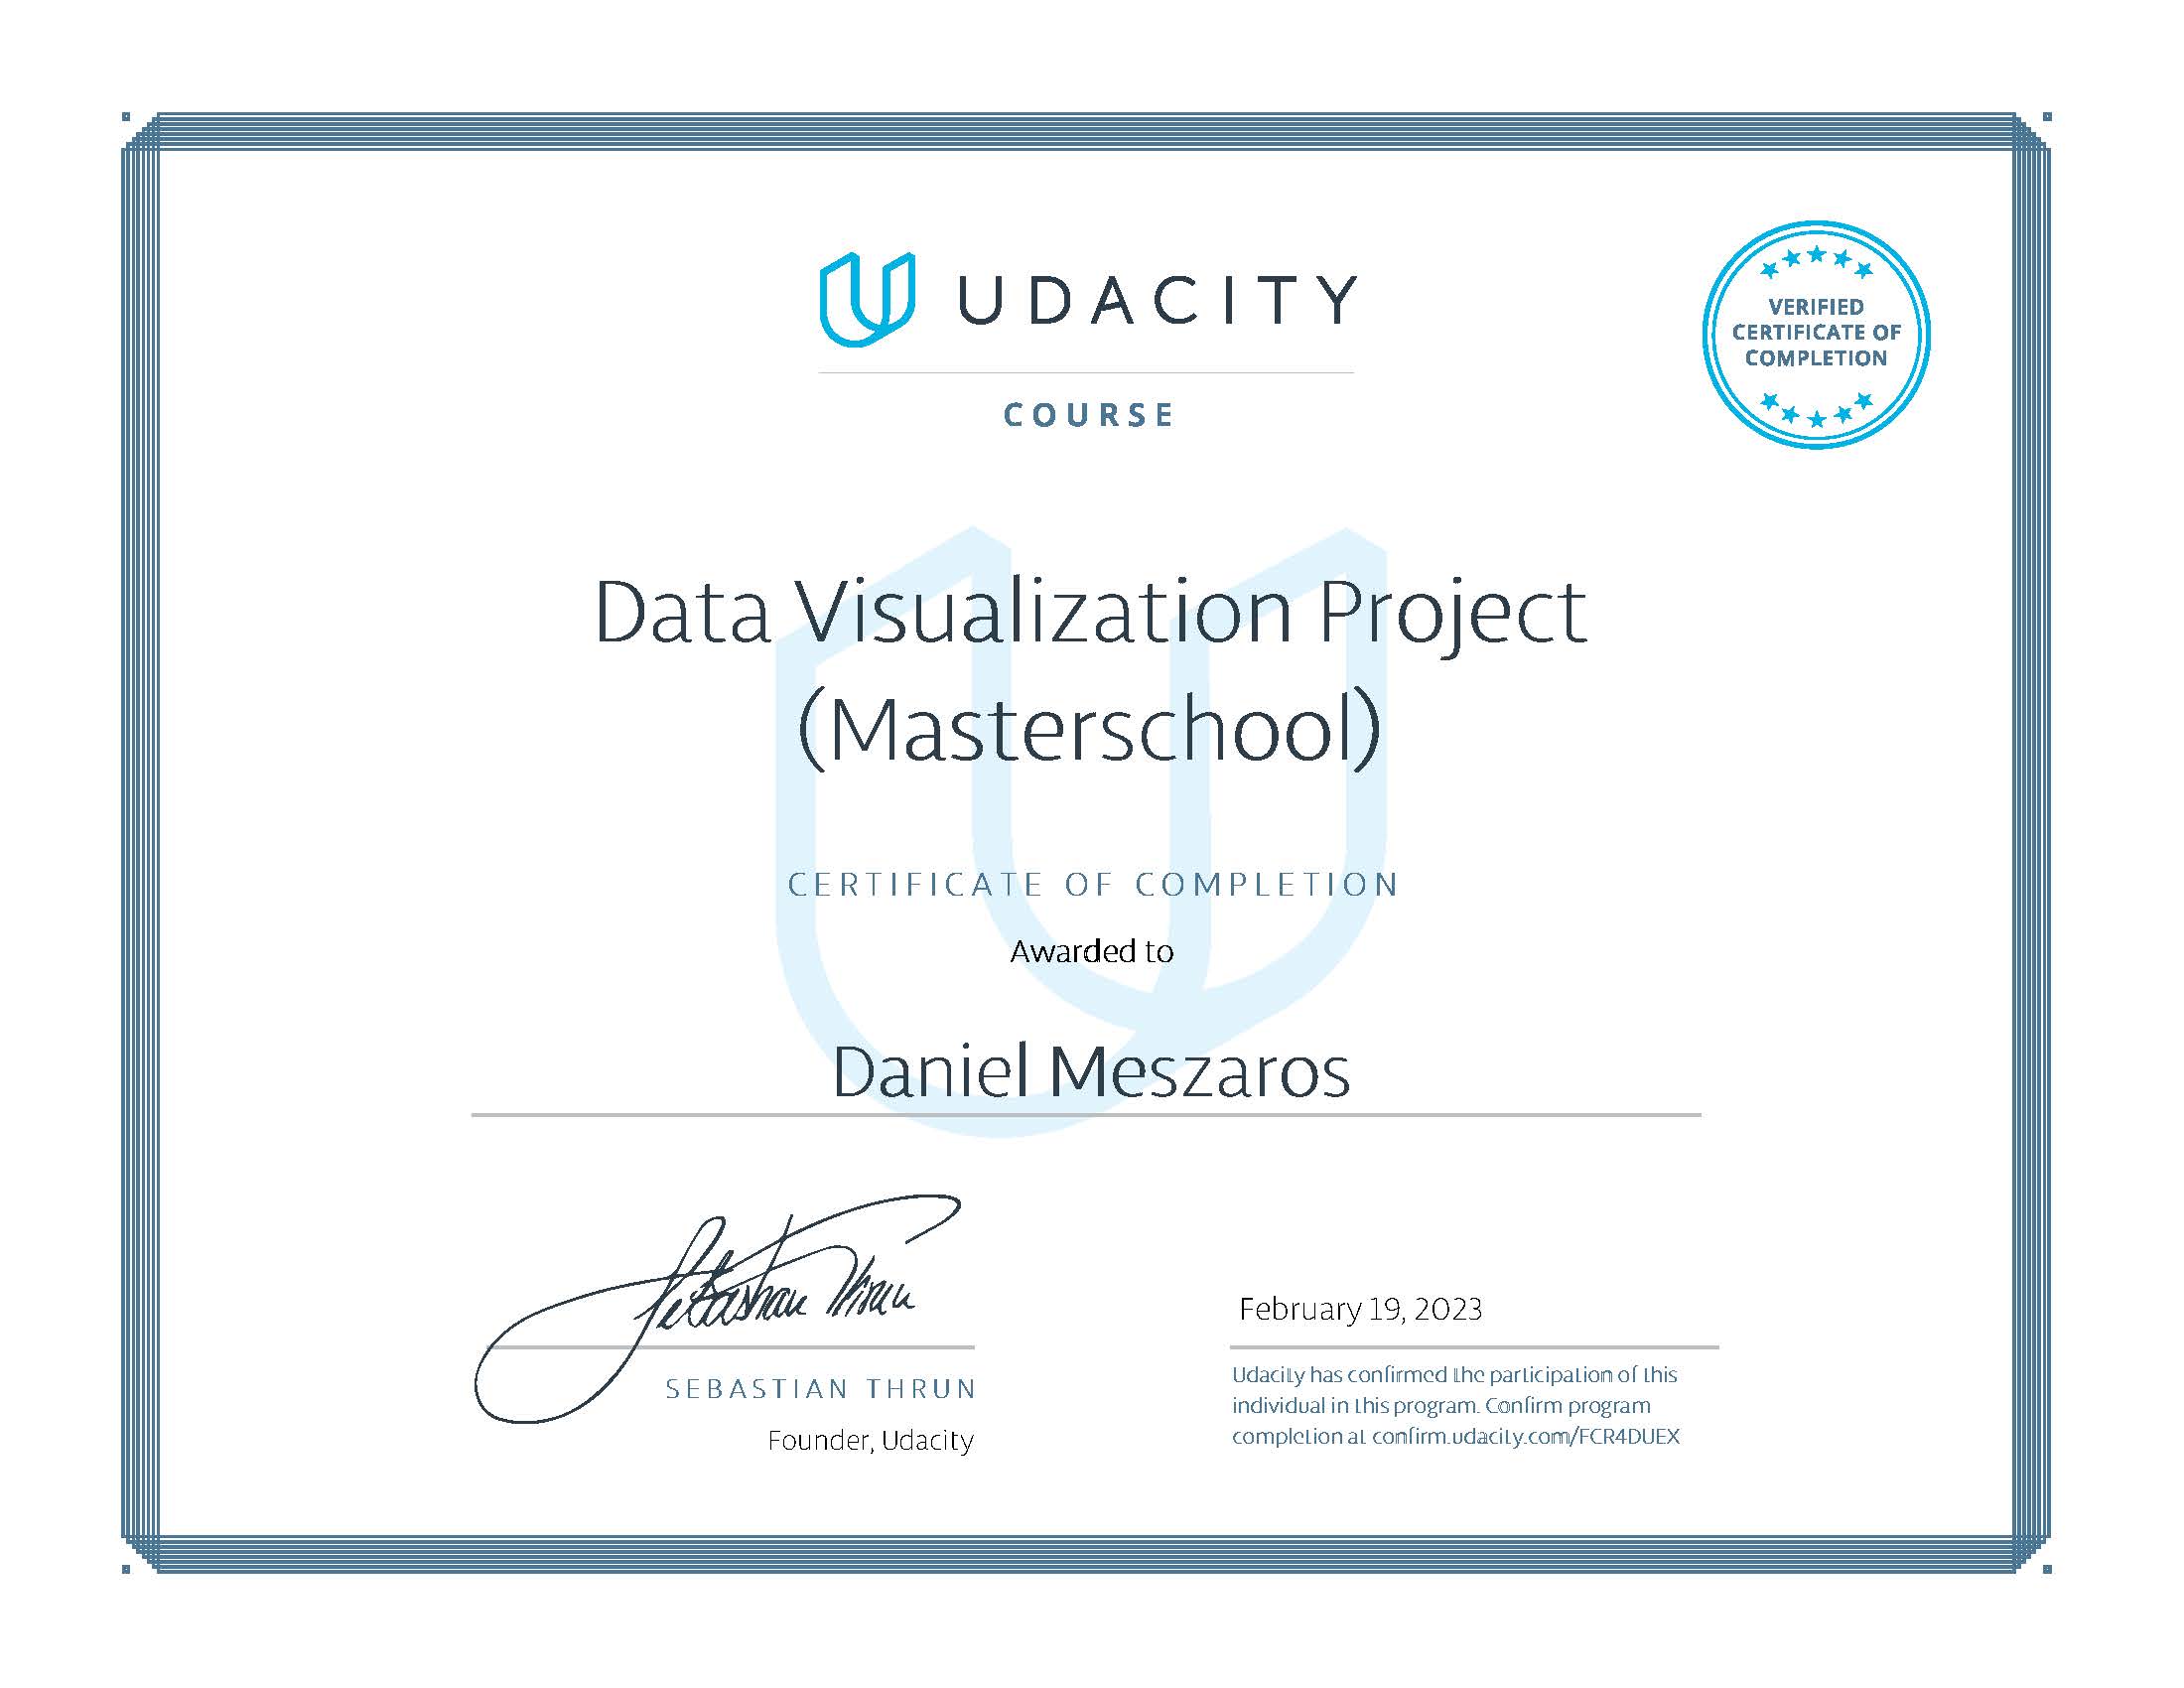 UDACITY
VERIFIED
CERTIFICATE OF
COMPLETION
COURSE
Data Visualization Project
(Masterschool)
CERTIFICATE OF COMPLETION
Awarded to
Daniel Meszaros
Sebastian Thrun
February 19, 2023
SEBASTIAN THRUN
Founder, Udacity
Udacity has confirmed the participation of this
individual in this program. Confirm program
completion at confirm.udacity.com/FCR4DUEX